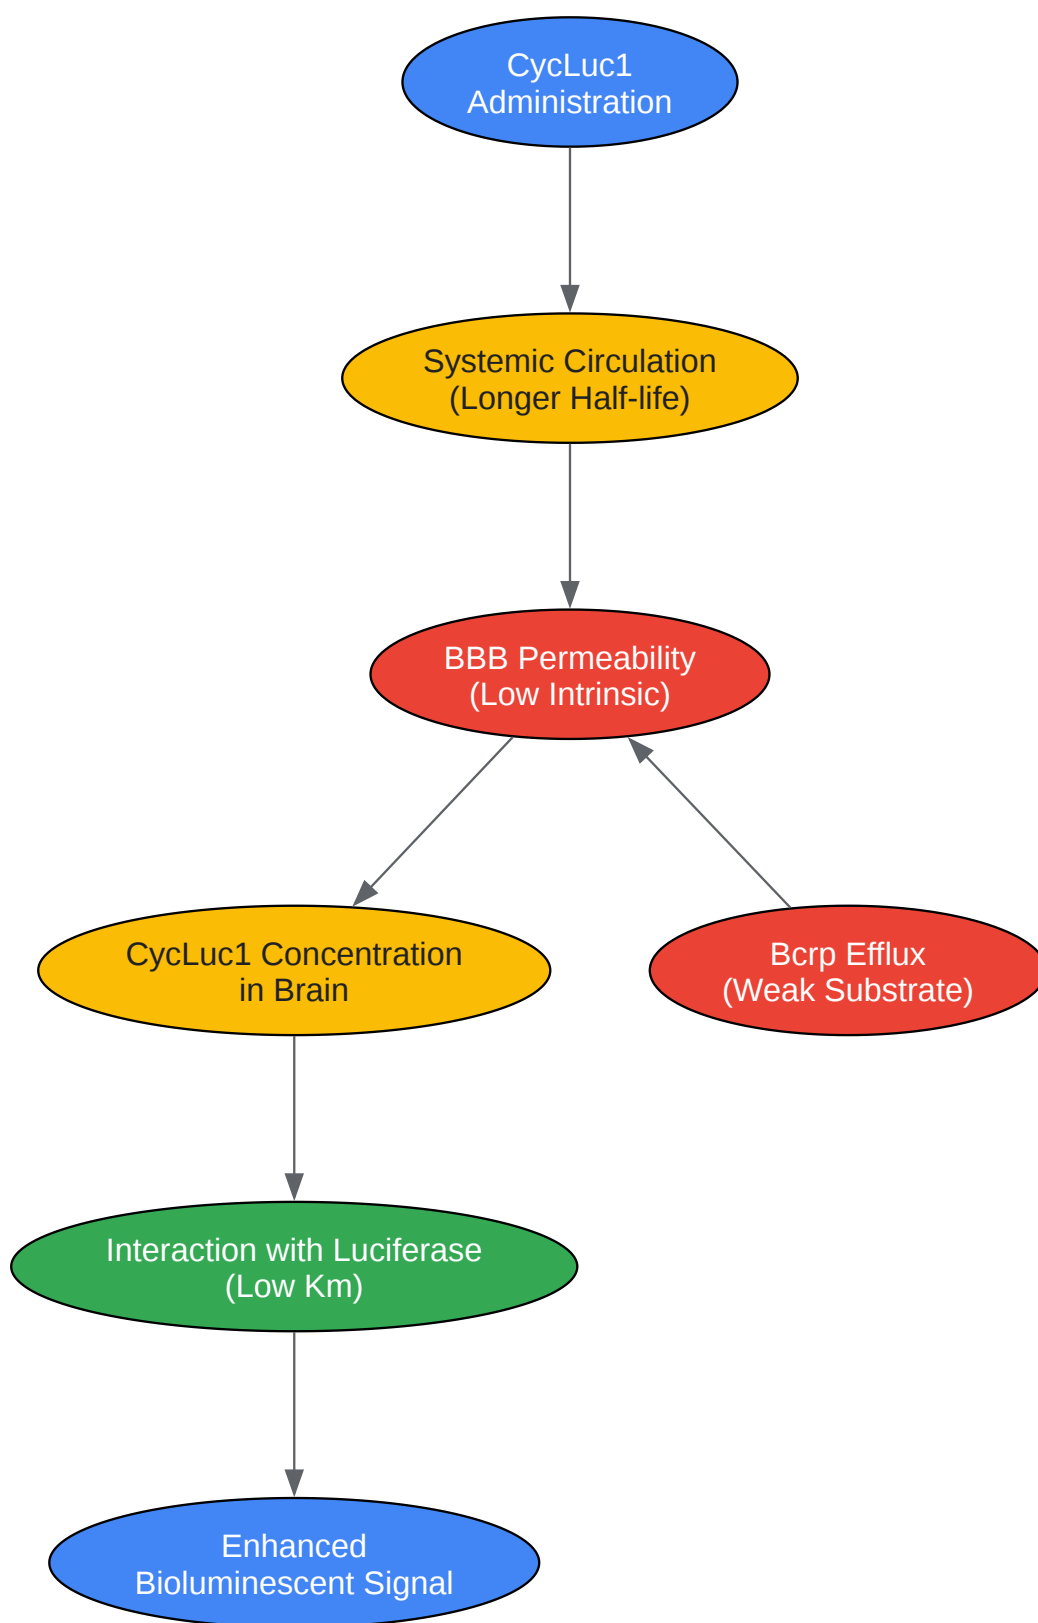 CycLuc1
Administration
Systemic Circulation
(Longer Half-life)
BBB Permeability
(Low Intrinsic)
CycLuc1 Concentration
in Brain
Bcrp Efflux
(Weak Substrate)
Interaction with Luciferase
(Low Km)
Enhanced
Bioluminescent Signal